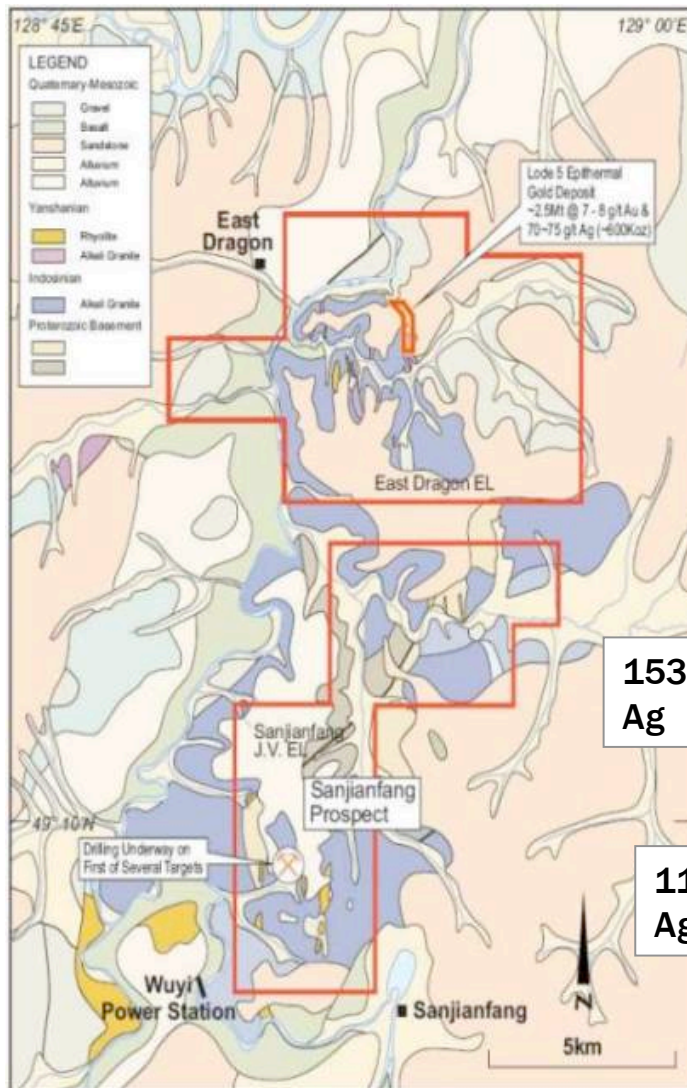 128° 45'E
129° 00'E
LEGEND
Quaternary-Mesozoic
Gravel
Basalt
Sandstone
Alluvium
Alluvium
Yanshanian
Rhyolite
Alkali Granite
Indosinian
Alkali Granite
Proterozoic Basement
Lode 5 Epithermal
Gold Deposit
~2.5Mt @ 7 - 8 g/t Au &
70~75 g/t Ag (~600Koz)
East
Dragon
East Dragon EL
153
Ag
Sanjianfang
J.V. EL
Sanjianfang
Prospect
49° 10'N
Drilling Underway on
First of Several Targets
11
Ag
Wuyi
Power Station
Sanjianfang
N
5km